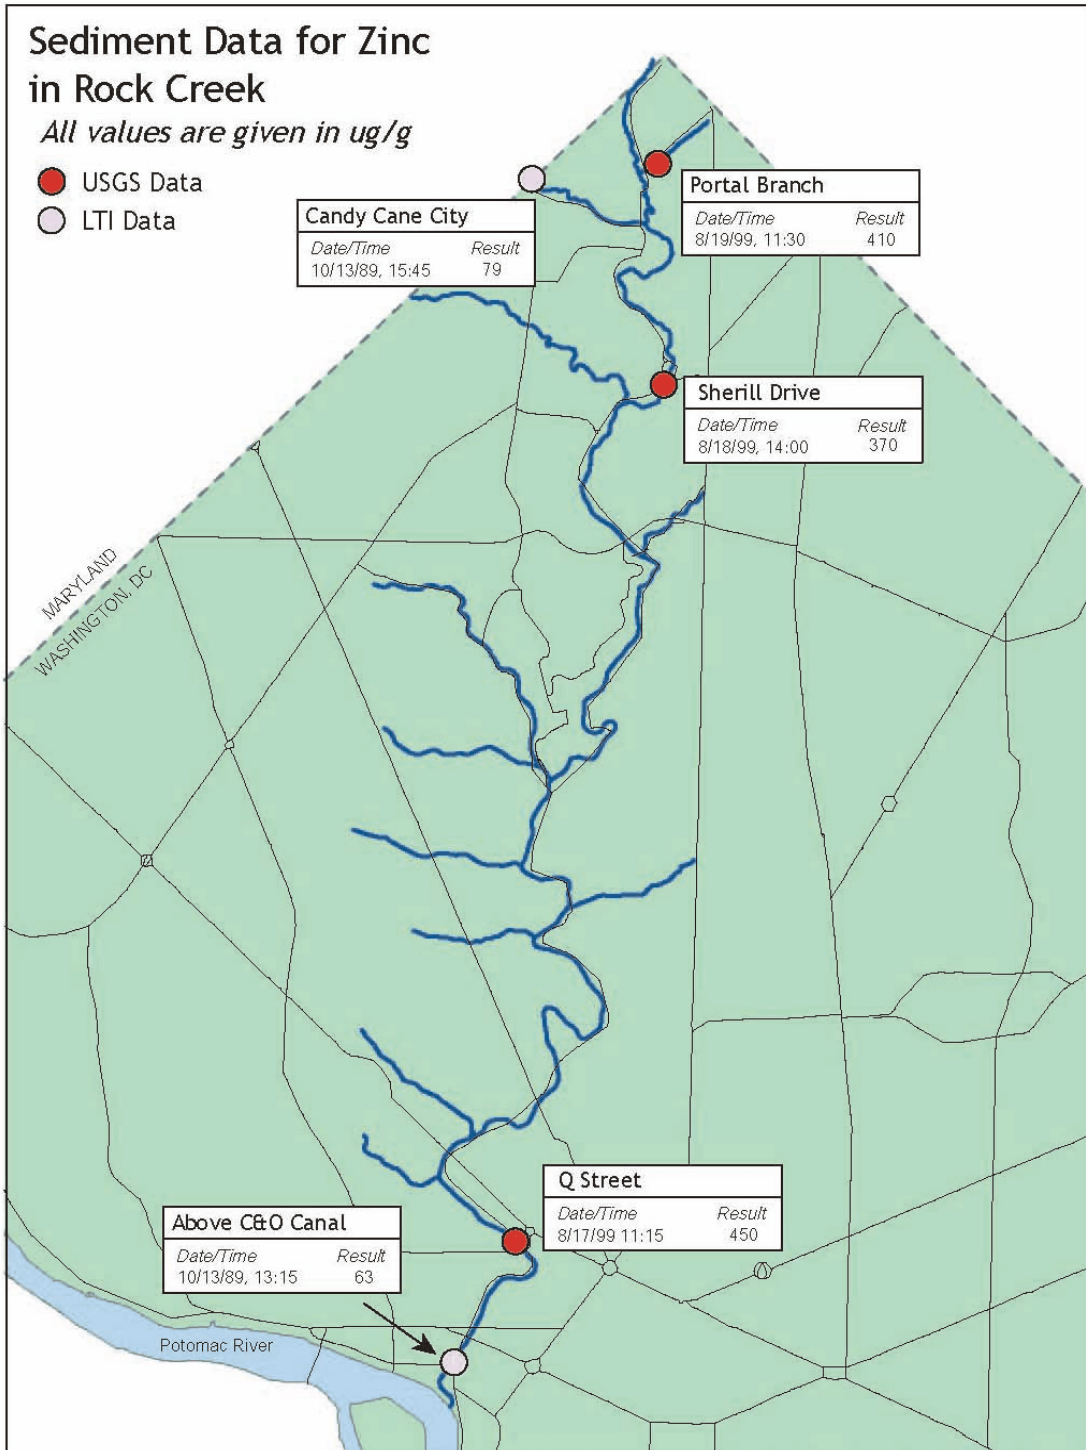 Sediment Data for Zinc
in Rock Creek
All values are given in ug/g
USGS Data
LTI Data
Candy Cane City
Date/Time Result
10/13/89, 15:45 79
Portal Branch
Date/Time Result
8/19/99, 11:30 410
Sherill Drive
Date/Time Result
8/18/99, 14:00 370
MARYLAND
WASHINGTON, DC
Q Street
Date/Time Result
8/17/99 11:15 450
Above C&O Canal
Date/Time Result
10/13/89, 13:15 63
Potomac River